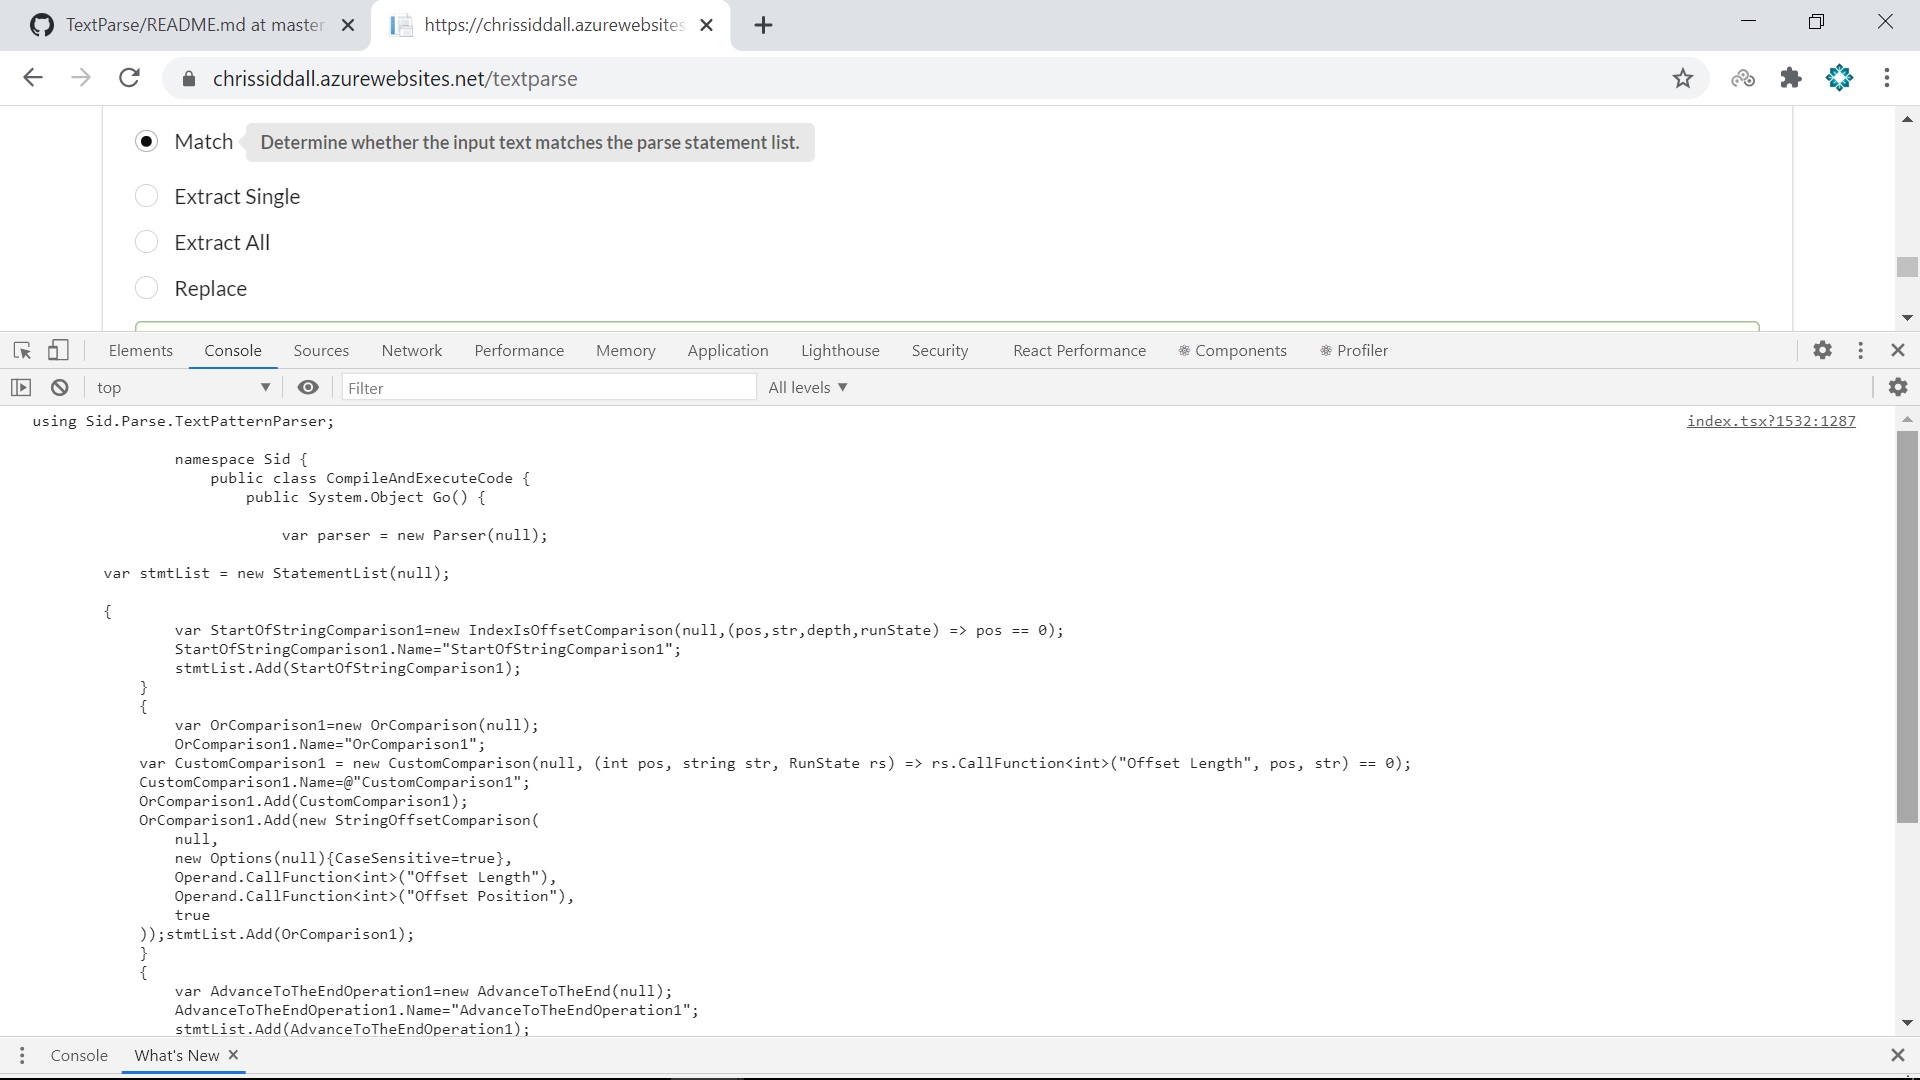 TextParse/README.md at master
https://chrissiddall.azurewebsites
chrissiddall.azurewebsites.net/textparse
Match
Determine whether the input text matches the parse statement list.
Extract Single
Extract All
Replace
Elements Console Sources Network Performance Memory Application Lighthouse Security React Performance Components Profiler
top Filter All levels
using Sid.Parse.TextPatternParser; index.tsx?1532:1287
namespace Sid {
public class CompileAndExecuteCode {
public System.Object Go() {
var parser = new Parser(null);
var stmtList = new StatementList(null);
{
var StartOfStringComparison1=new IndexIsOffsetComparison(null,(pos,str,depth,runState) => pos == 0);
StartOfStringComparison1.Name="StartOfStringComparison1";
stmtList.Add(StartOfStringComparison1);
}
{
var OrComparison1=new OrComparison(null);
OrComparison1.Name="OrComparison1";
var CustomComparison1 = new CustomComparison(null, (int pos, string str, RunState rs) => rs.CallFunction<int>("Offset Length", pos, str) == 0);
CustomComparison1.Name=@"CustomComparison1";
OrComparison1.Add(CustomComparison1);
OrComparison1.Add(new StringOffsetComparison(
null,
new Options(null){CaseSensitive=true},
Operand.CallFunction<int>("Offset Length"),
Operand.CallFunction<int>("Offset Position"),
true
));stmtList.Add(OrComparison1);
}
{
var AdvanceToTheEndOperation1=new AdvanceToTheEnd(null);
AdvanceToTheEndOperation1.Name="AdvanceToTheEndOperation1";
stmtList.Add(AdvanceToTheEndOperation1);
Console What's New